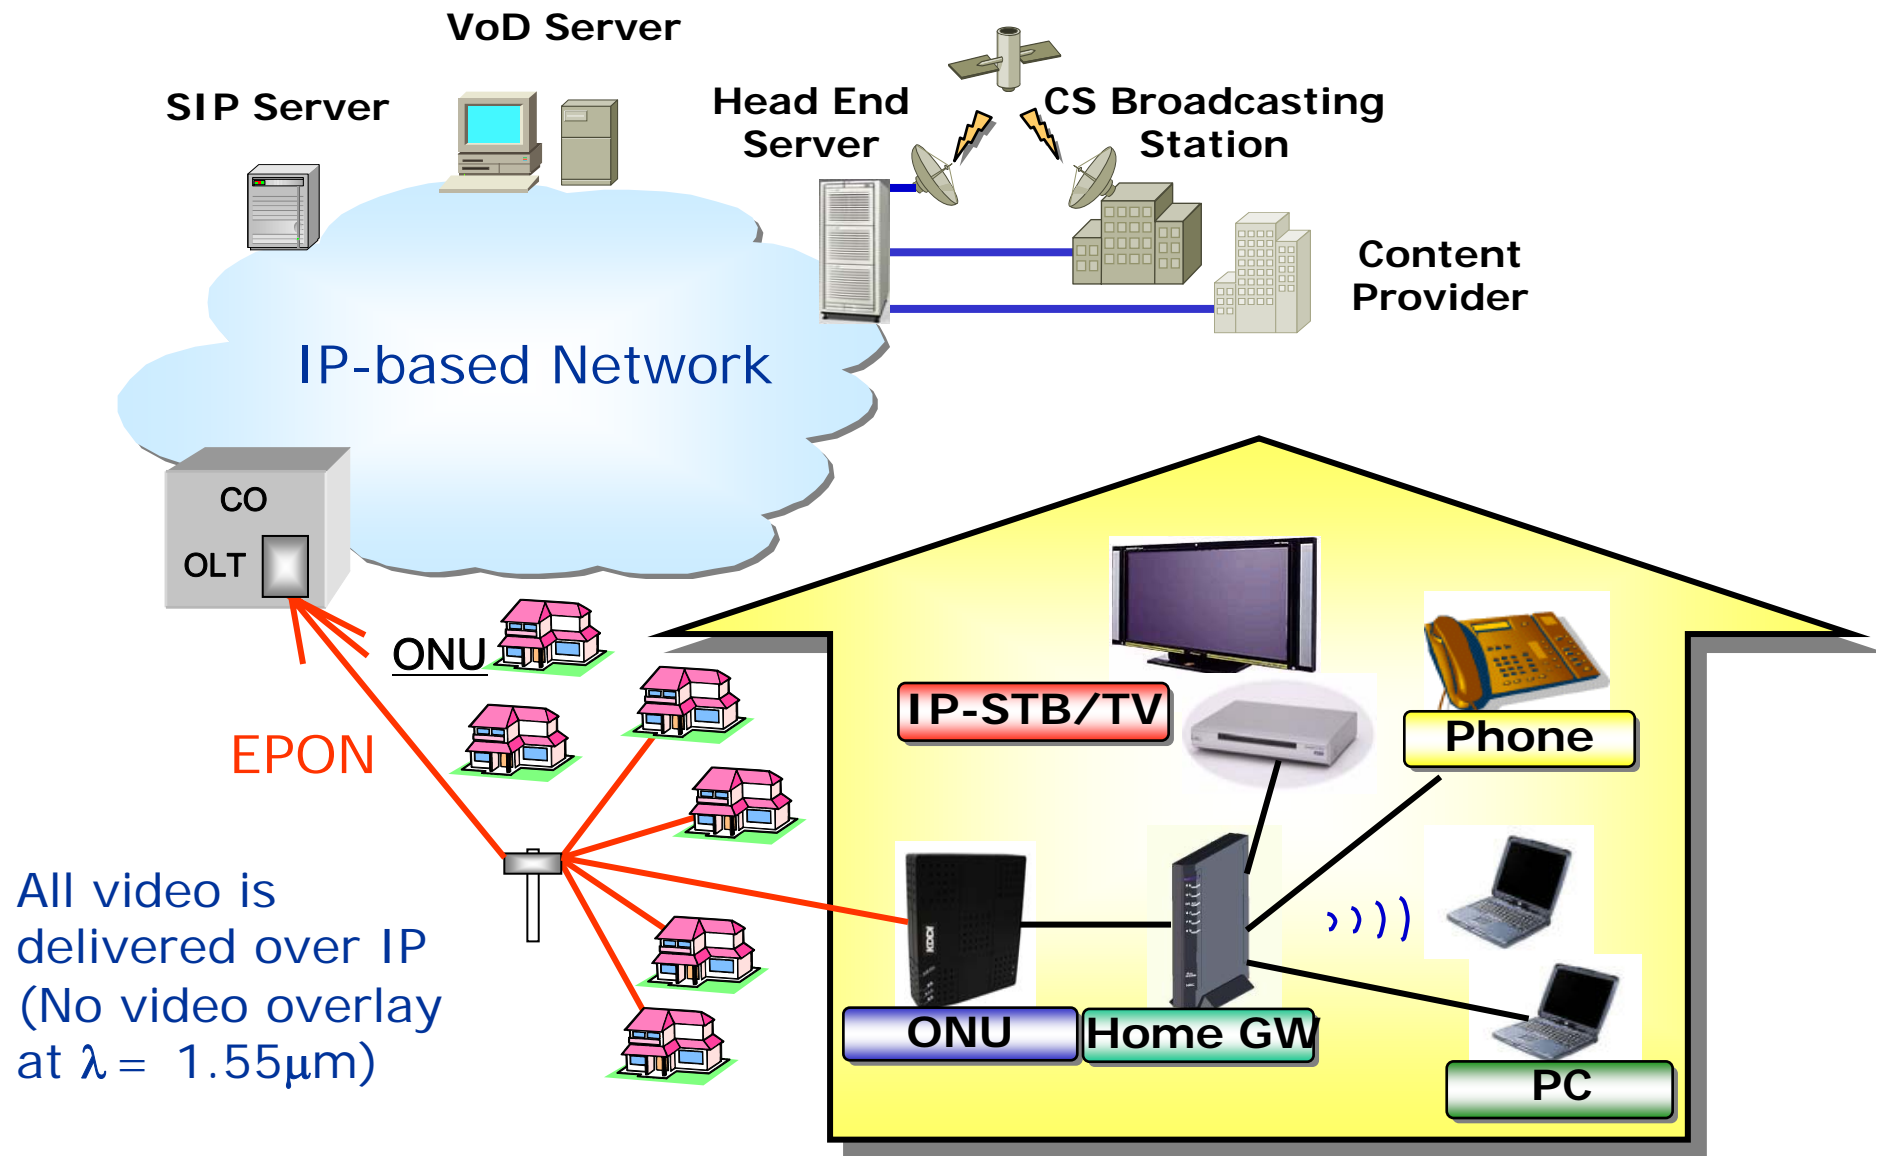 VoD Server
SIP Server
Head End
Server
CS Broadcasting
Station
Content
Provider
IP-based Network
CO
OLT
ONU
EPON
IP-STB/TV
Phone
All video is
delivered over IP
(No video overlay
at λ = 1.55μm)
KDDI
ONU
Home GW
PC